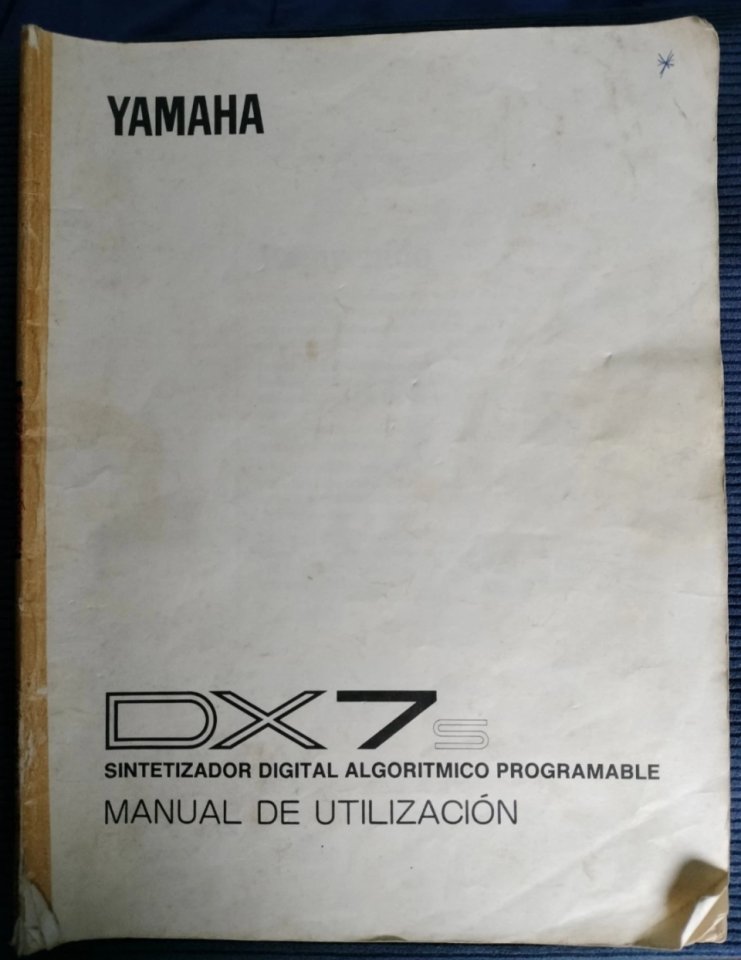 YAMAHA
DX7s
SINTETIZADOR DIGITAL ALGORITMICO PROGRAMABLE
MANUAL DE UTILIZACIÓN